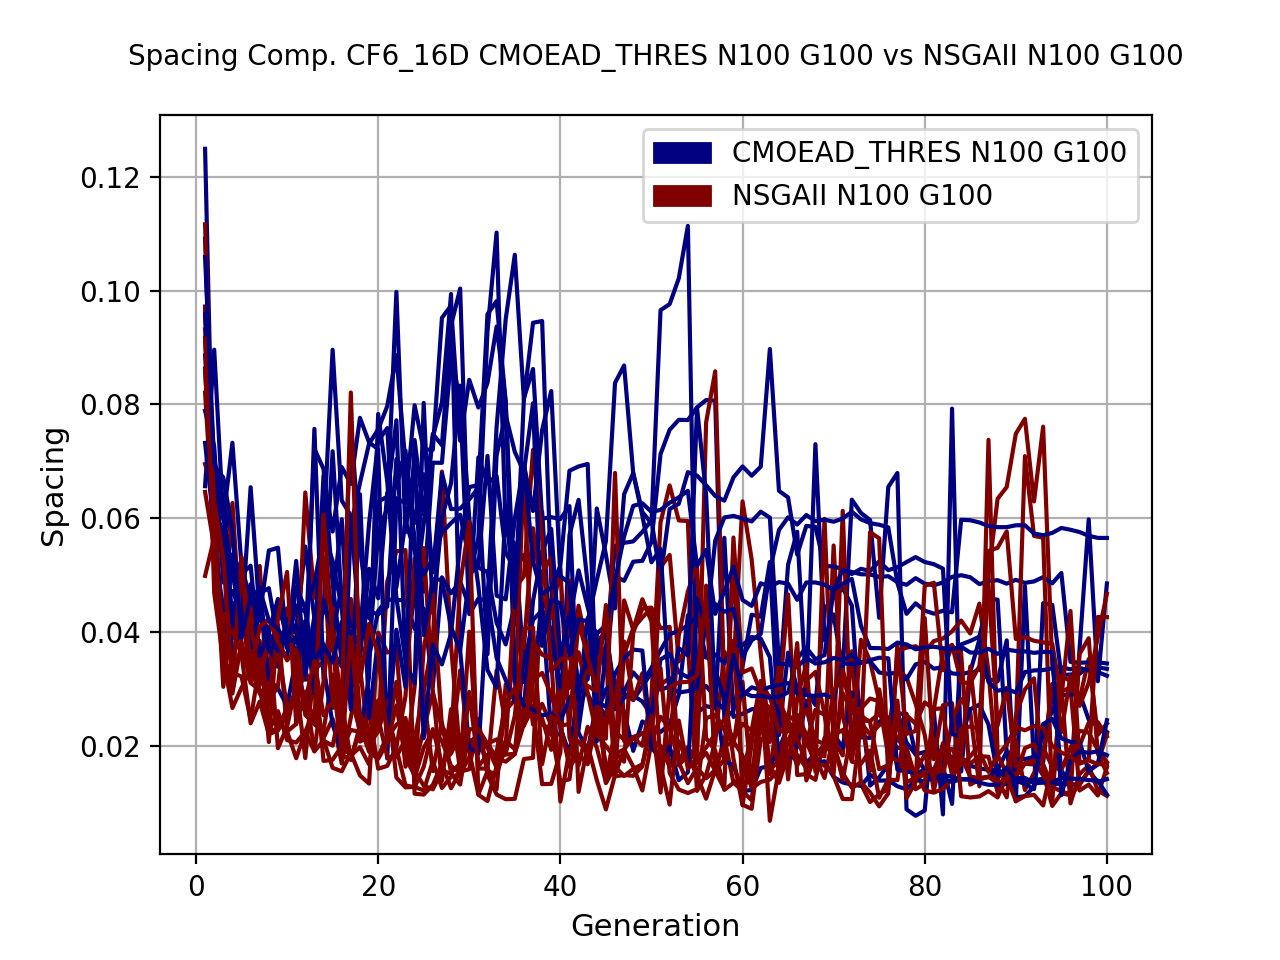 Spacing Comp. CF6_16D CMOEAD_THRES N100 G100 vs NSGAII N100 G100
CMOEAD_THRES N100 G100
NSGAII N100 G100
0.12
0.10
0.08
0.06
0.04
0.02
Spacing
0 20 40 60 80 100
Generation